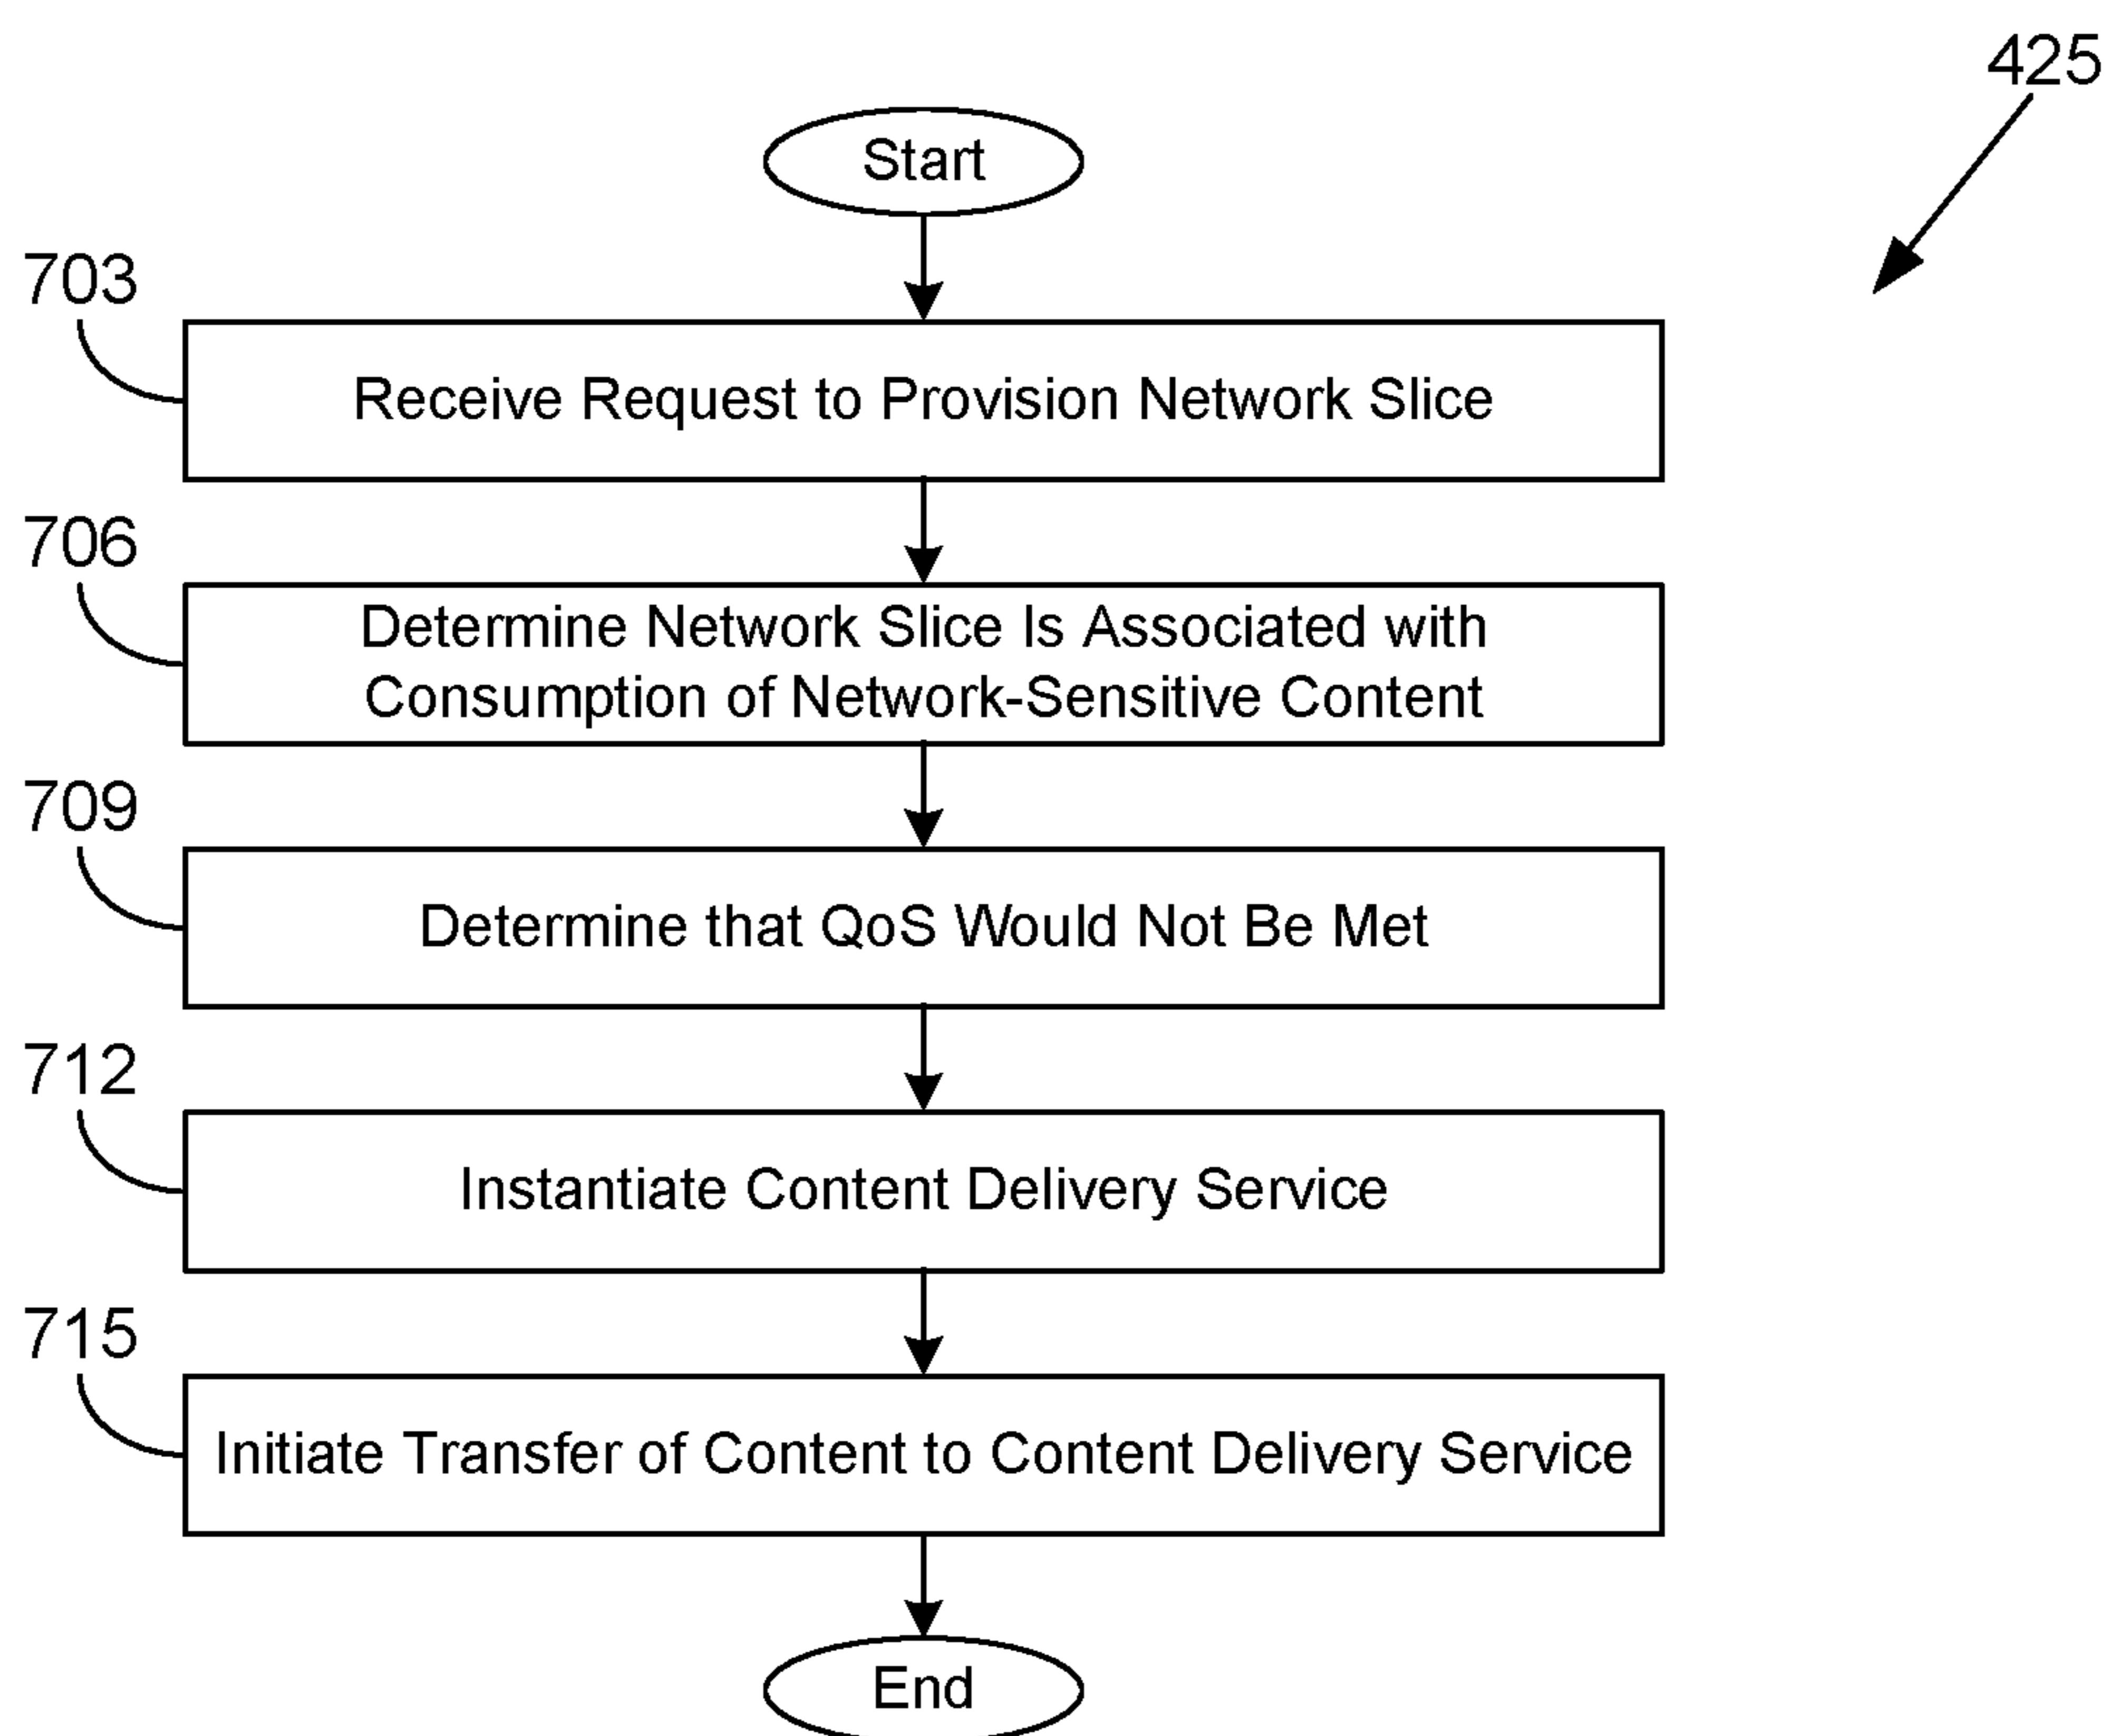 425
Start
703
Receive Request to Provision Network Slice
706
Determine Network Slice Is Associated with
Consumption of Network-Sensitive Content
709
Determine that QoS Would Not Be Met
712
Instantiate Content Delivery Service
715
Initiate Transfer of Content to Content Delivery Service
End